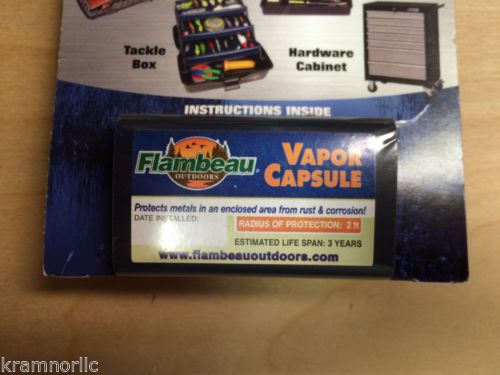 Tackle
Box
Hardware
Cabinet
INSTRUCTIONS INSIDE
Flambeau
OUTDOORS
VAPOR
CAPSULE
Protects metals in an enclosed area from rust & corrosion!
DATE INSTALLED:
RADIUS OF PROTECTION: 2 ft
ESTIMATED LIFE SPAN: 3 YEARS
www.flambeauoutdoors.com
kramnorllc